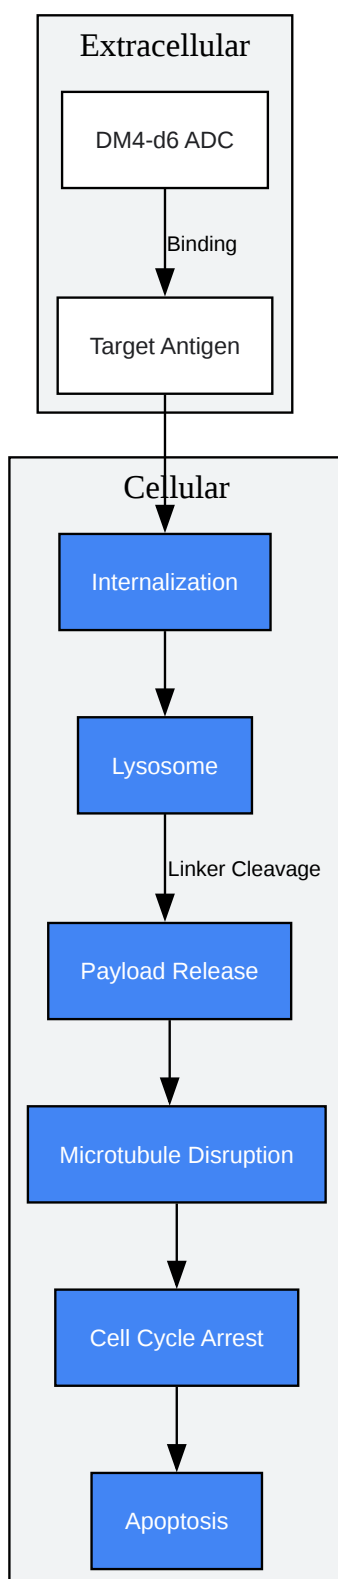 Extracellular
DM4-d6 ADC
Binding
Target Antigen
Cellular
Internalization
Lysosome
Linker Cleavage
Payload Release
Microtubule Disruption
Cell Cycle Arrest
Apoptosis